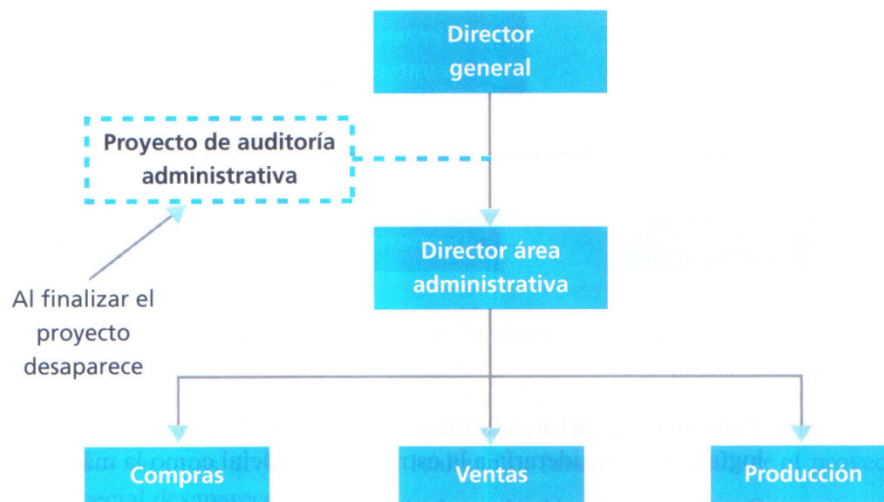 Director
general
Proyecto de auditoría
administrativa
Director área
administrativa
Al finalizar el
proyecto
desaparece
Compras
Ventas
Producción